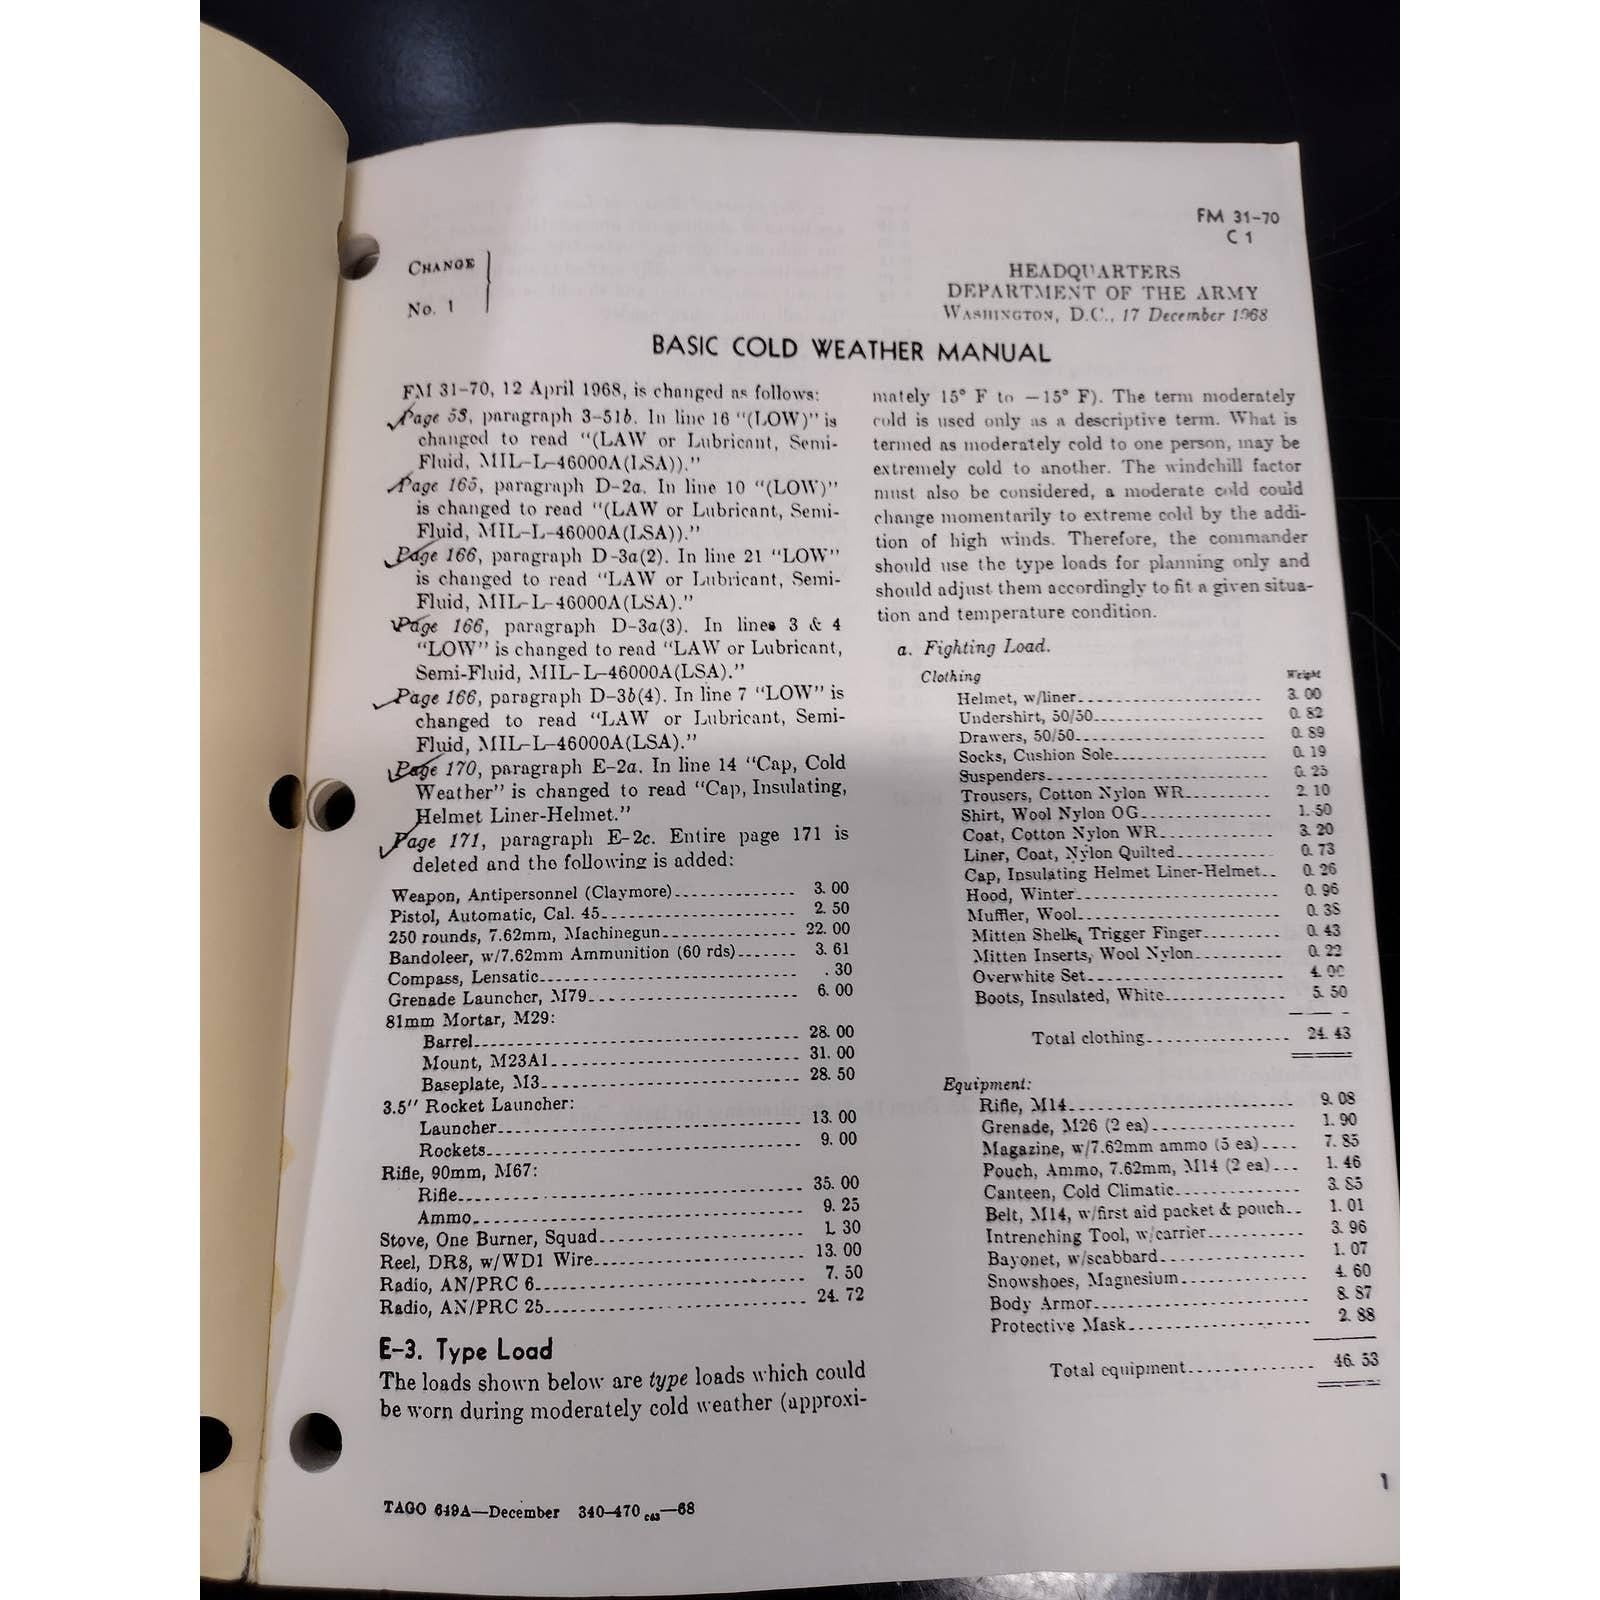 FM 31-70
C 1
CHANGE
No. 1
HEADQUARTERS
DEPARTMENT OF THE ARMY
WASHINGTON, D.C., 17 December 1968
BASIC COLD WEATHER MANUAL
FM 31-70, 12 April 1968, is changed as follows:
Page 58, paragraph 3-51b. In line 16 "(LOW)" is
changed to read "(LAW or Lubricant, Semi-
Fluid, MIL-L-46000A(LSA))."
Page 165, paragraph D-2a. In line 10 "(LOW)"
is changed to read "(LAW or Lubricant, Semi-
Fluid, MIL-L-46000A(LSA))."
Page 166, paragraph D-3a(2). In line 21 "LOW"
is changed to read "LAW or Lubricant, Semi-
Fluid, MIL-L-46000A(LSA)."
Page 166, paragraph D-3a(3). In lines 3 & 4
"LOW" is changed to read "LAW or Lubricant,
Semi-Fluid, MIL-L-46000A(LSA)."
Page 166, paragraph D-3b(4). In line 7 "LOW" is
changed to read "LAW or Lubricant, Semi-
Fluid, MIL-L-46000A(LSA)."
Page 170, paragraph E-2a. In line 14 "Cap, Cold
Weather" is changed to read "Cap, Insulating,
Helmet Liner-Helmet."
Page 171, paragraph E-2c. Entire page 171 is
deleted and the following is added:
Weapon, Antipersonnel (Claymore) 3.00
Pistol, Automatic, Cal. 45 2.50
250 rounds, 7.62mm, Machinegun 22.00
Bandoleer, w/7.62mm Ammunition (60 rds) 3.61
Compass, Lensatic .30
Grenade Launcher, M79 6.00
81mm Mortar, M29:
Barrel 28.00
Mount, M23A1 31.00
Baseplate, M3 28.50
3.5" Rocket Launcher:
Launcher 13.00
Rockets 9.00
Rifle, 90mm, M67:
Rifle 35.00
Ammo 9.25
Stove, One Burner, Squad 1.30
Reel, DR8, w/WD1 Wire 13.00
Radio, AN/PRC 6 7.50
Radio, AN/PRC 25 24.72
E-3. Type Load
The loads shown below are type loads which could
be worn during moderately cold weather (approxi-
mately 15° F to -15° F). The term moderately
cold is used only as a descriptive term. What is
termed as moderately cold to one person, may be
extremely cold to another. The windchill factor
must also be considered, a moderate cold could
change momentarily to extreme cold by the addi-
tion of high winds. Therefore, the commander
should use the type loads for planning only and
should adjust them accordingly to fit a given situa-
tion and temperature condition.
a. Fighting Load.
Clothing Weight
Helmet, w/liner 3.00
Undershirt, 50/50 0.82
Drawers, 50/50 0.89
Socks, Cushion Sole 0.19
Suspenders 0.25
Trousers, Cotton Nylon WR 2.10
Shirt, Wool Nylon OG 1.50
Coat, Cotton Nylon WR 3.20
Liner, Coat, Nylon Quilted 0.73
Cap, Insulating Helmet Liner-Helmet 0.26
Hood, Winter 0.96
Muffler, Wool 0.38
Mitten Shells, Trigger Finger 0.43
Mitten Inserts, Wool Nylon 0.22
Overwhite Set 4.00
Boots, Insulated, White 5.50
Total clothing 24.43
Equipment:
Rifle, M14 9.08
Grenade, M26 (2 ea) 1.90
Magazine, w/7.62mm ammo (5 ea) 7.85
Pouch, Ammo, 7.62mm, M14 (2 ea) 1.46
Canteen, Cold Climatic 3.85
Belt, M14, w/first aid packet & pouch 1.01
Intrenching Tool, w/carrier 3.96
Bayonet, w/scabbard 1.07
Snowshoes, Magnesium 4.60
Body Armor 8.87
Protective Mask 2.88
Total equipment 46.53
1
TAGO 649A—December 340-470 —68